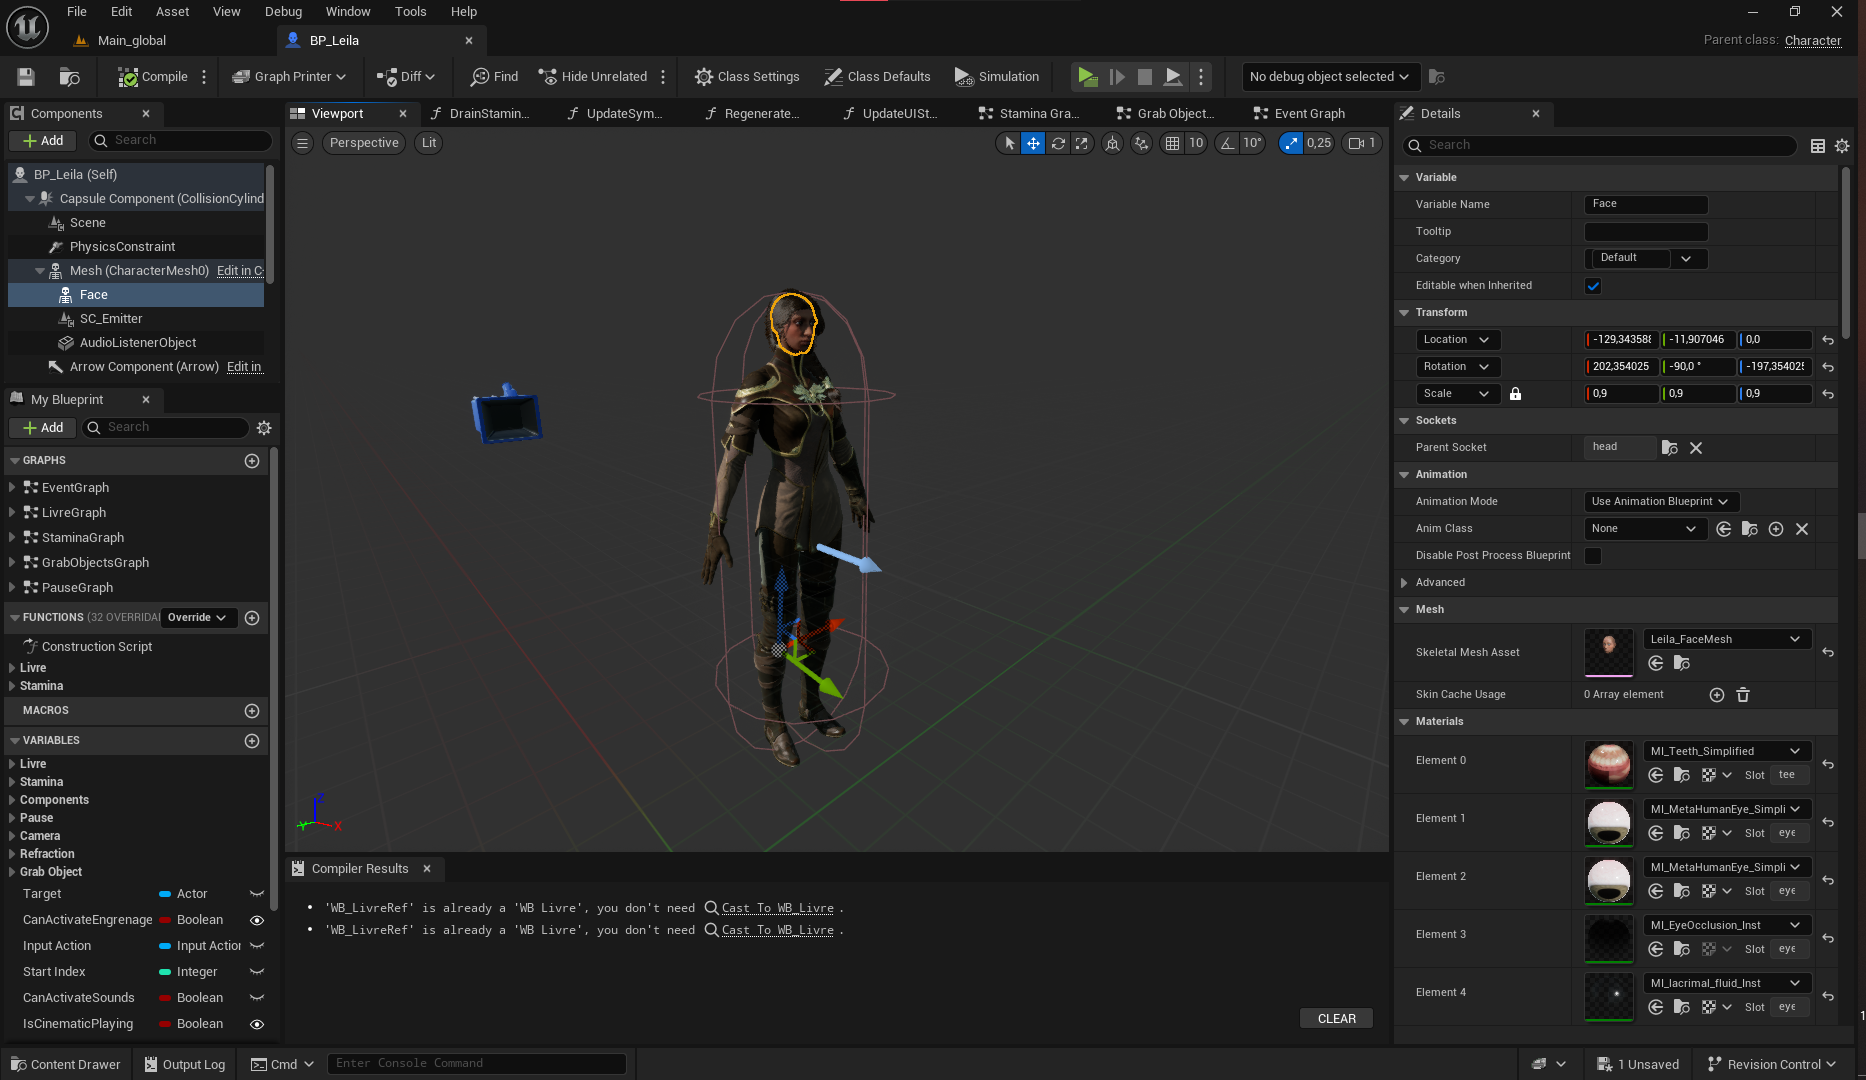 File Edit Asset View Debug Window Tools Help
Main_global
BP_Leila
Parent class: Character
Compile
Graph Printer
Diff
Find
Hide Unrelated
Class Settings
Class Defaults
Simulation
No debug object selected
Components
Add
Search
BP_Leila (Self)
Capsule Component (CollisionCylind
Scene
PhysicsConstraint
Mesh (CharacterMesh0) Edit in C
Face
SC_Emitter
AudioListenerObject
Arrow Component (Arrow) Edit in
My Blueprint
Add
Search
GRAPHS
EventGraph
LivreGraph
StaminaGraph
GrabObjectsGraph
PauseGraph
FUNCTIONS (32 OVERRIDA Override
Construction Script
Livre
Stamina
MACROS
VARIABLES
Livre
Stamina
Components
Pause
Camera
Refraction
Grab Object
Target Actor
CanActivateEngrenage Boolean
Input Action Input Action
Start Index Integer
CanActivateSounds Boolean
IsCinematicPlaying Boolean
Viewport
DrainStamin...
UpdateSym...
Regenerate...
UpdateUISt...
Stamina Gra...
Grab Object...
Event Graph
Perspective Lit
10 10° 0,25 1
Z
Y X
Compiler Results
• 'WB_LivreRef' is already a 'WB Livre', you don't need Cast To WB_Livre .
• 'WB_LivreRef' is already a 'WB Livre', you don't need Cast To WB_Livre .
CLEAR
Details
Search
Variable
Variable Name Face
Tooltip
Category Default
Editable when Inherited
Transform
Location -129,343588 -11,907046 0,0
Rotation 202,354025 -90,0 ° -197,354025
Scale 0,9 0,9 0,9
Sockets
Parent Socket head
Animation
Animation Mode Use Animation Blueprint
Anim Class None
Disable Post Process Blueprint
Advanced
Mesh
Skeletal Mesh Asset Leila_FaceMesh
Skin Cache Usage 0 Array element
Materials
Element 0 MI_Teeth_Simplified
Slot tee
Element 1 MI_MetaHumanEye_Simpli
Slot eye
Element 2 MI_MetaHumanEye_Simpli
Slot eye
Element 3 MI_EyeOcclusion_Inst
Slot eye
Element 4 MI_lacrimal_fluid_Inst
Slot eye
Content Drawer
Output Log
Cmd
Enter Console Command
1 Unsaved
Revision Control